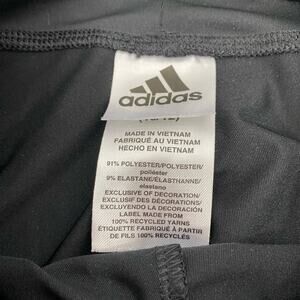 adidas
MADE IN VIETNAM
FABRIQUÉ AU VIETNAM
HECHO EN VIETNAM
91% POLYESTER/POLYESTER/
poliéster
9% ELASTANE/ÉLASTHANNE/
elastano
EXCLUSIVE OF DECORATION/
EXCLUSIF DES DÉCORATIONS/
EXCLUYENDO LA DECORACIÓN
LABEL MADE FROM
100% RECYCLED YARNS
ÉTIQUETTE FABRIQUÉ À PARTIR
DE FILS 100% RECYCLÉS